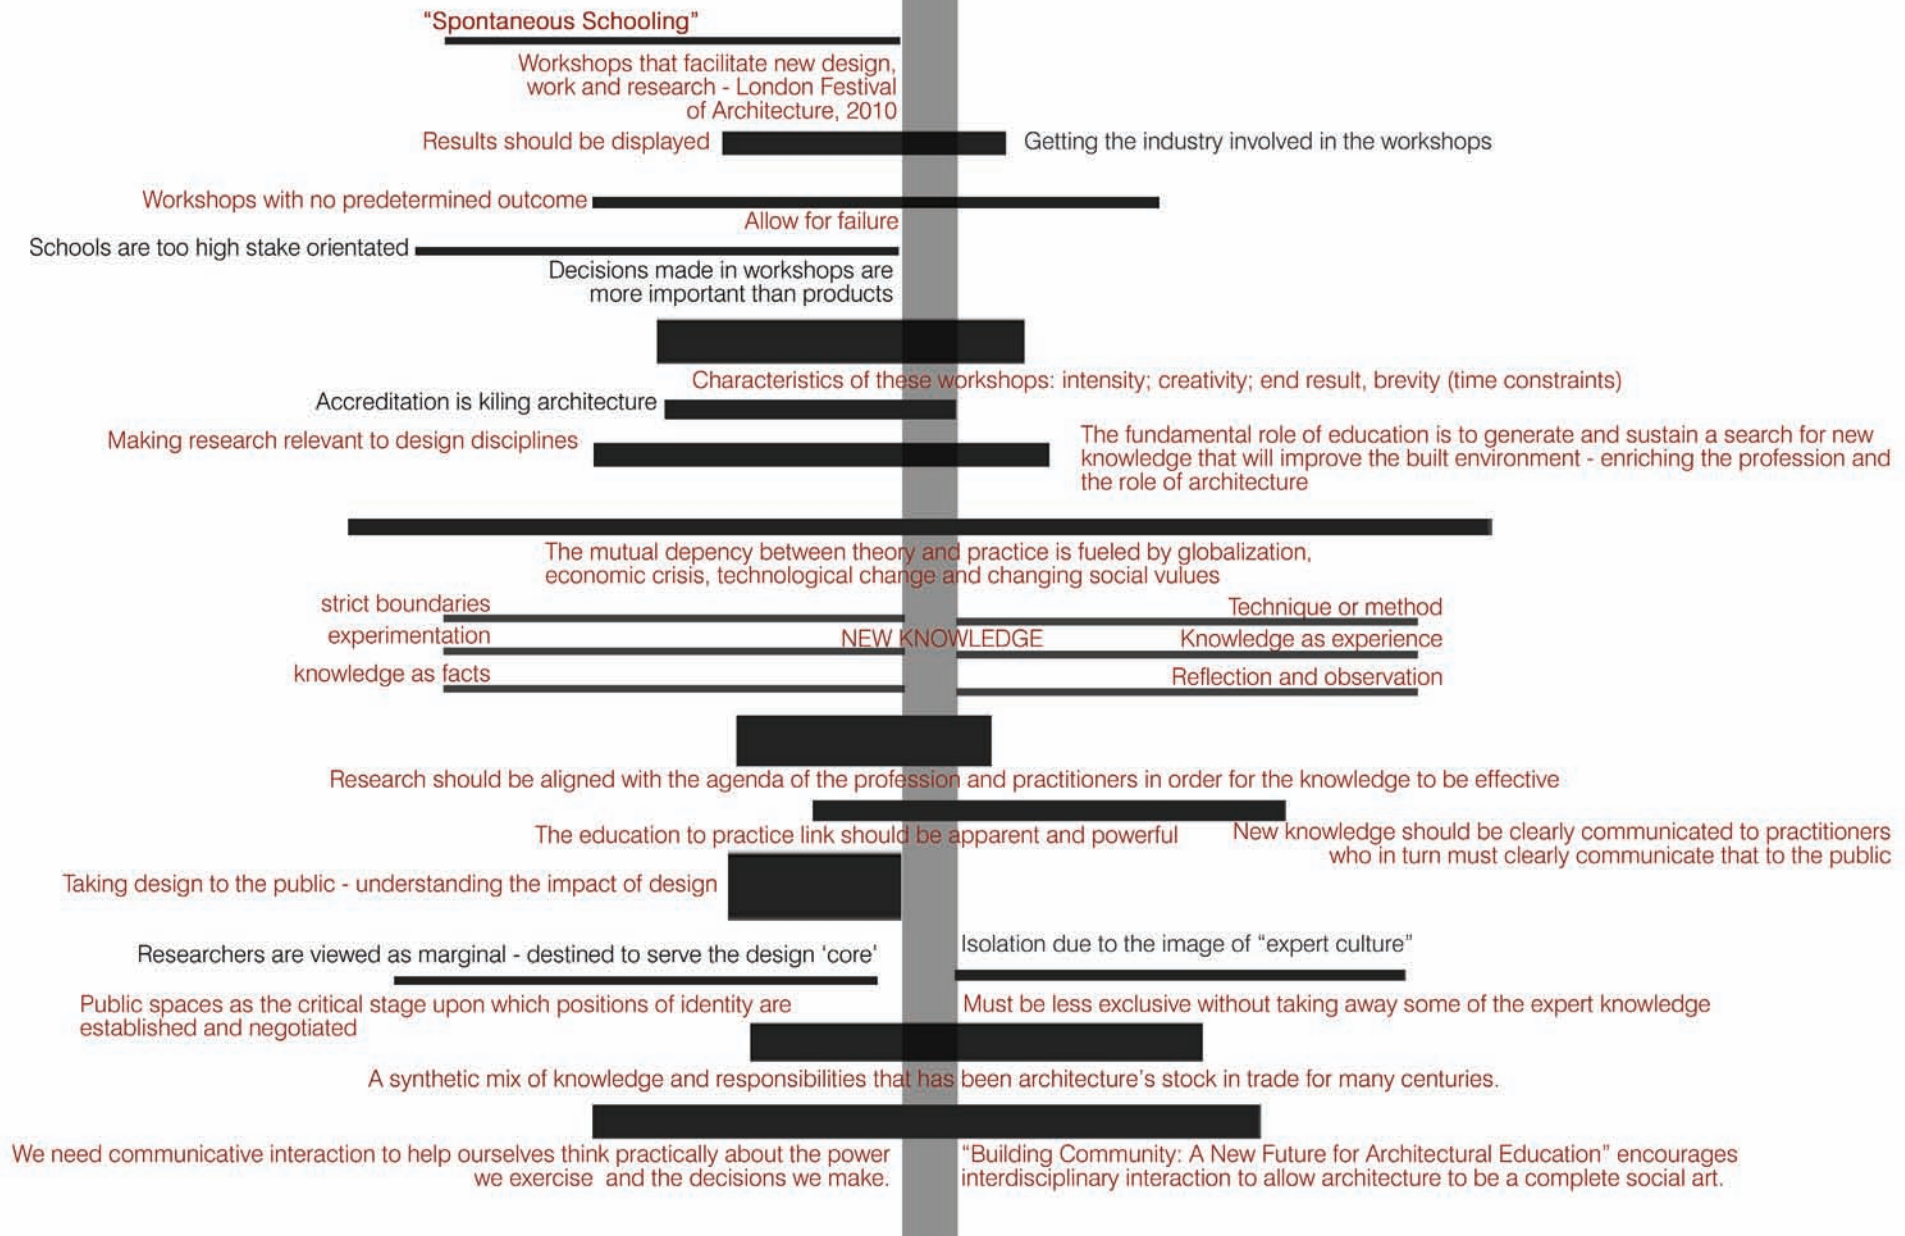 “Spontaneous Schooling”
Workshops that facilitate new design,
work and research - London Festival
of Architecture, 2010
Results should be displayed
Getting the industry involved in the workshops
Workshops with no predetermined outcome
Allow for failure
Schools are too high stake orientated
Decisions made in workshops are
more important than products
Characteristics of these workshops: intensity; creativity; end result, brevity (time constraints)
Accreditation is kiling architecture
Making research relevant to design disciplines
The fundamental role of education is to generate and sustain a search for new
knowledge that will improve the built environment - enriching the profession and
the role of architecture
The mutual depency between theory and practice is fueled by globalization,
economic crisis, technological change and changing social vulues
strict boundaries
Technique or method
experimentation
NEW KNOWLEDGE
Knowledge as experience
knowledge as facts
Reflection and observation
Research should be aligned with the agenda of the profession and practitioners in order for the knowledge to be effective
The education to practice link should be apparent and powerful
New knowledge should be clearly communicated to practitioners
who in turn must clearly communicate that to the public
Taking design to the public - understanding the impact of design
Researchers are viewed as marginal - destined to serve the design 'core'
Isolation due to the image of “expert culture”
Public spaces as the critical stage upon which positions of identity are
established and negotiated
Must be less exclusive without taking away some of the expert knowledge
A synthetic mix of knowledge and responsibilities that has been architecture's stock in trade for many centuries.
We need communicative interaction to help ourselves think practically about the power
we exercise and the decisions we make.
“Building Community: A New Future for Architectural Education” encourages
interdisciplinary interaction to allow architecture to be a complete social art.